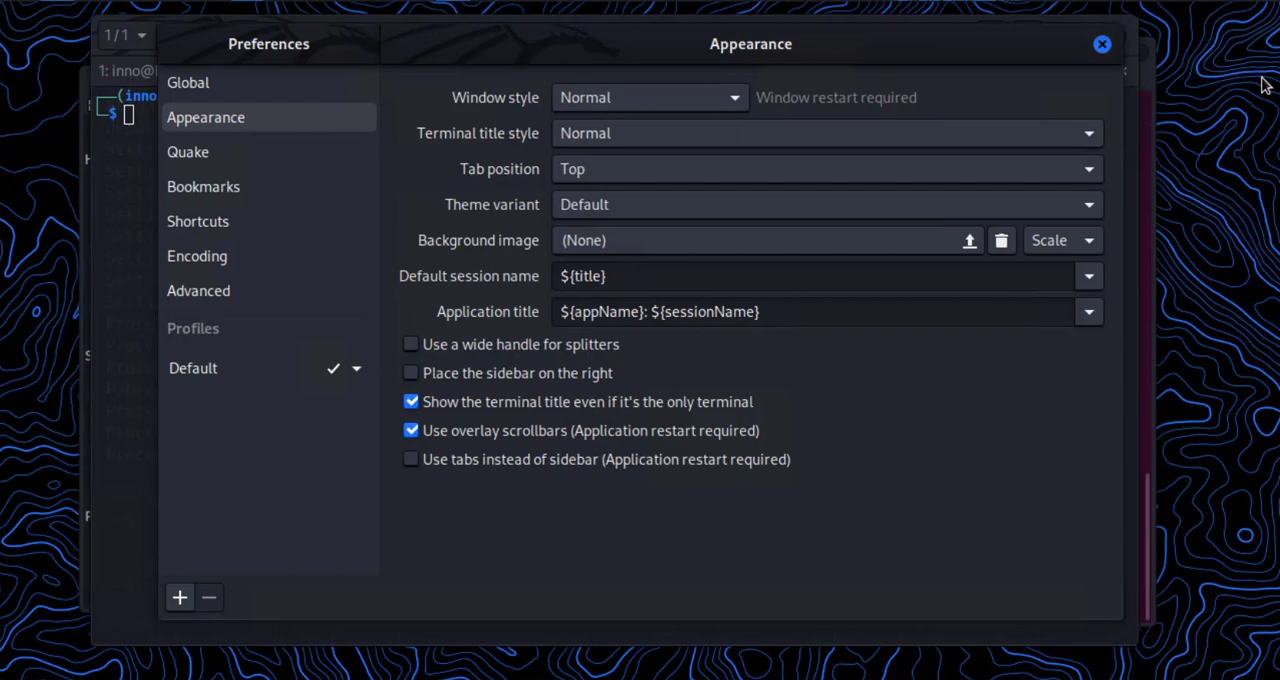 1/1
Preferences
Appearance
1: inno@
(inno
$
Global
Appearance
Quake
Bookmarks
Shortcuts
Encoding
Advanced
Profiles
Default
Window style
Normal
Window restart required
Terminal title style
Normal
Tab position
Top
Theme variant
Default
Background image
(None)
Scale
Default session name
${title}
Application title
${appName}: ${sessionName}
Use a wide handle for splitters
Place the sidebar on the right
Show the terminal title even if it's the only terminal
Use overlay scrollbars (Application restart required)
Use tabs instead of sidebar (Application restart required)